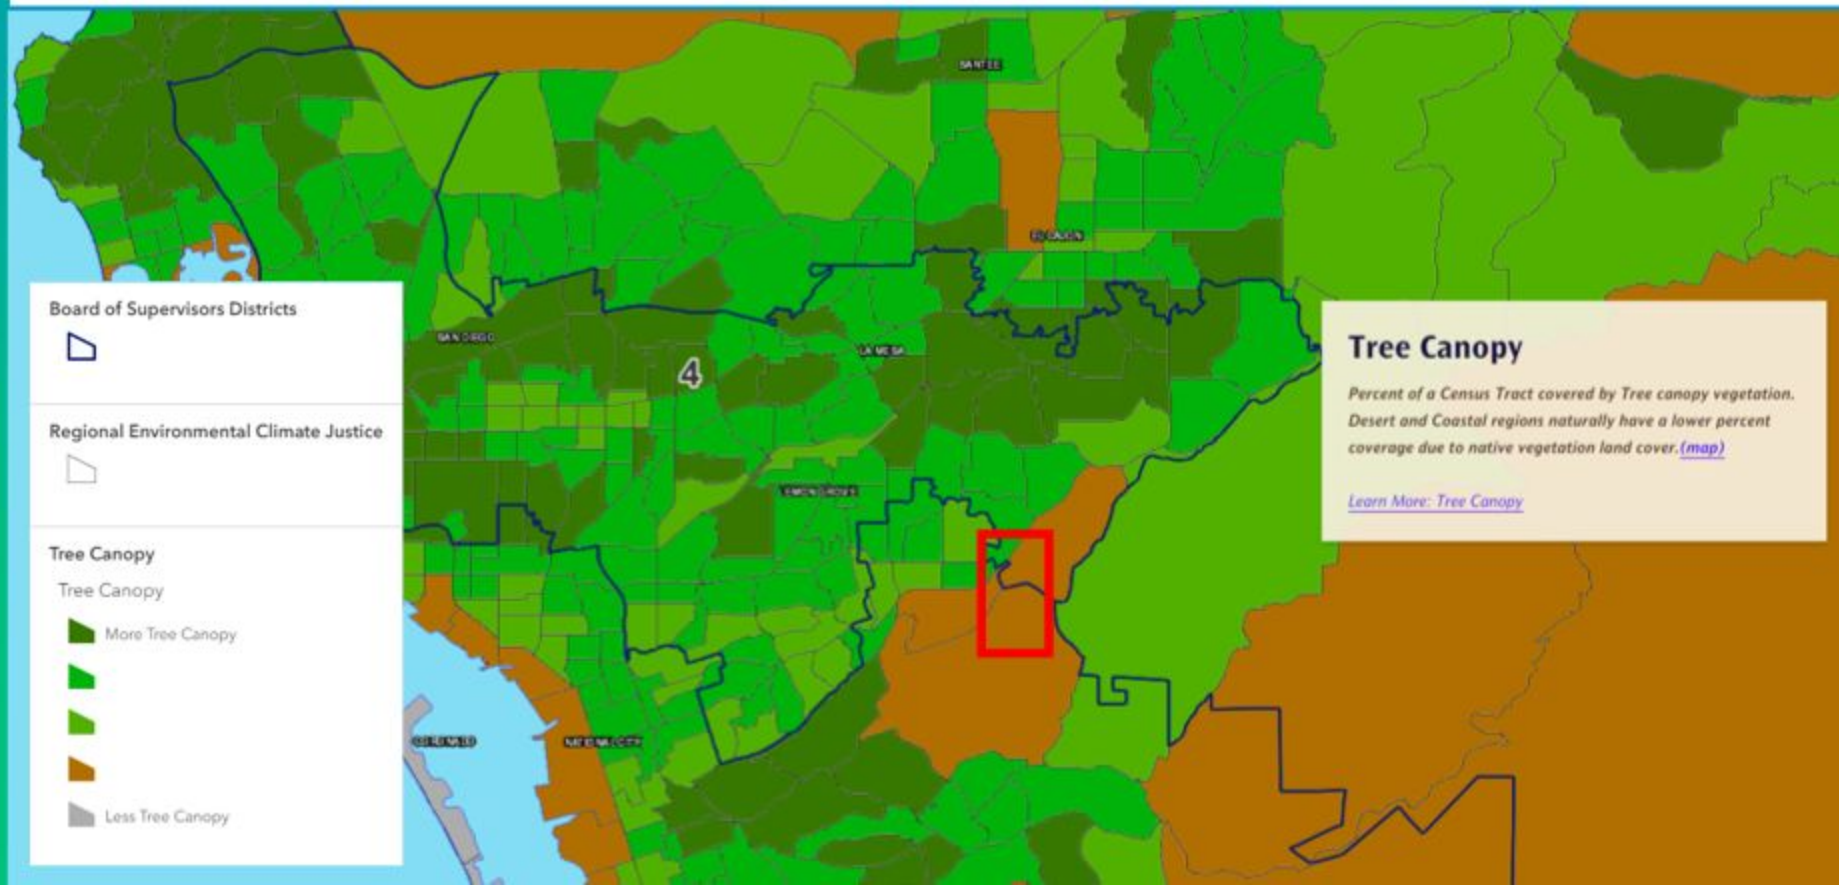 SANTEE
EL CAJON
Board of Supervisors Districts
SAN DIEGO
LA MESA
4
Tree Canopy
Percent of a Census Tract covered by Tree canopy vegetation.
Desert and Coastal regions naturally have a lower percent
coverage due to native vegetation land cover.(map)
Learn More: Tree Canopy
Regional Environmental Climate Justice
LEMON GROVE
Tree Canopy
Tree Canopy
More Tree Canopy
Less Tree Canopy
CORONADO
NATIONAL CITY